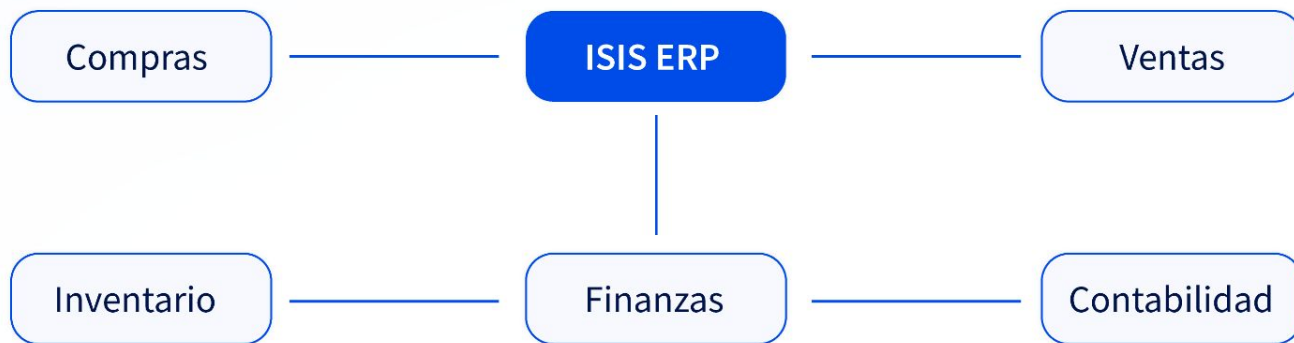 Compras
ISIS ERP
Ventas
Inventario
Finanzas
Contabilidad